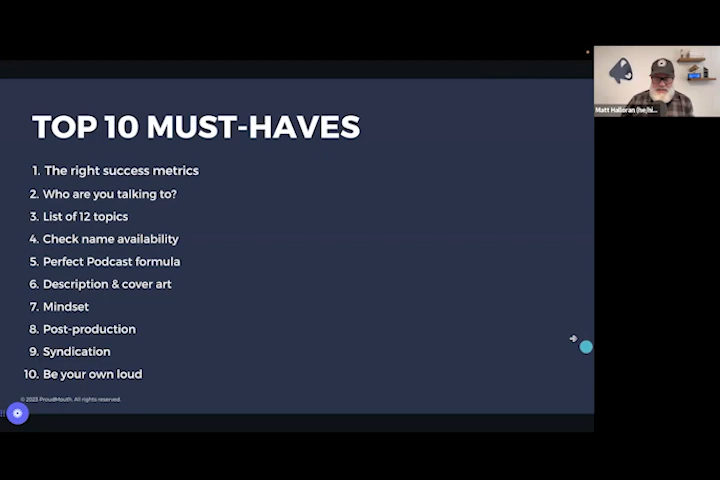 TOP 10 MUST-HAVES
1. The right success metrics
2. Who are you talking to?
3. List of 12 topics
4. Check name availability
5. Perfect Podcast formula
6. Description & cover art
7. Mindset
8. Post-production
9. Syndication
10. Be your own loud
© 2023 ProudMouth. All rights reserved.
Matt Halloran (he/hi...